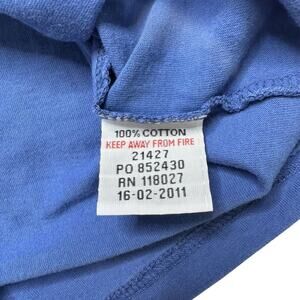 100% COTTON
KEEP AWAY FROM FIRE
21427
PO 852430
RN 118027
16-02-2011